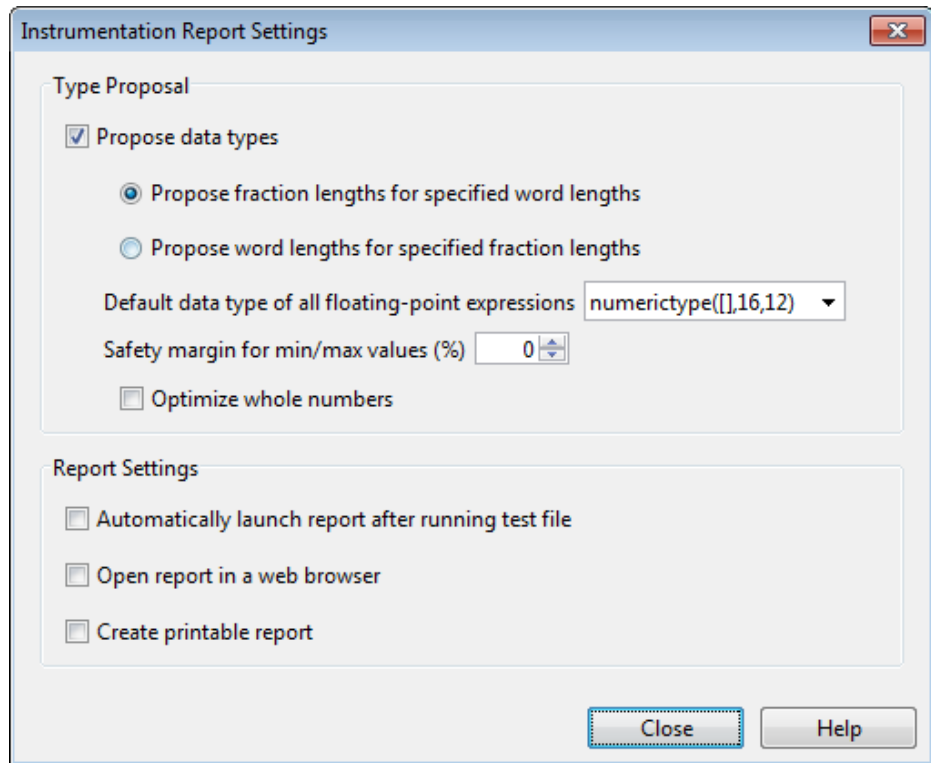 Instrumentation Report Settings
Type Proposal
Propose data types
Propose fraction lengths for specified word lengths
Propose word lengths for specified fraction lengths
Default data type of all floating-point expressions numerictype([],16,12)
Safety margin for min/max values (%) 0
Optimize whole numbers
Report Settings
Automatically launch report after running test file
Open report in a web browser
Create printable report
Close Help